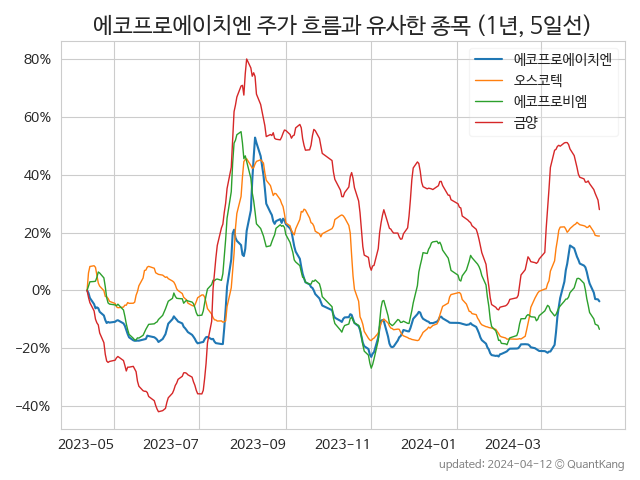 에코프로에이치엔 주가 흐름과 유사한 종목 (1년, 5일선)
에코프로에이치엔
오스코텍
에코프로비엠
금양
80%
60%
40%
20%
0%
−20%
−40%
2023−05
2023−07
2023−09
2023−11
2024−01
2024−03
updated: 2024-04-12 © QuantKang